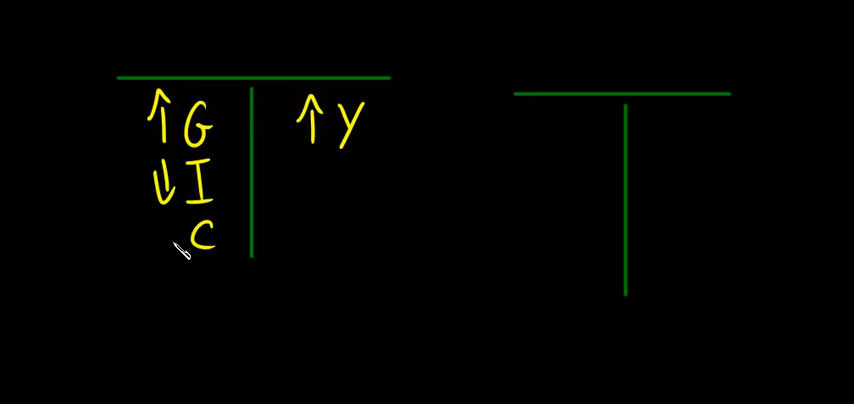 ↑ G ↑ Y
↓ I
C